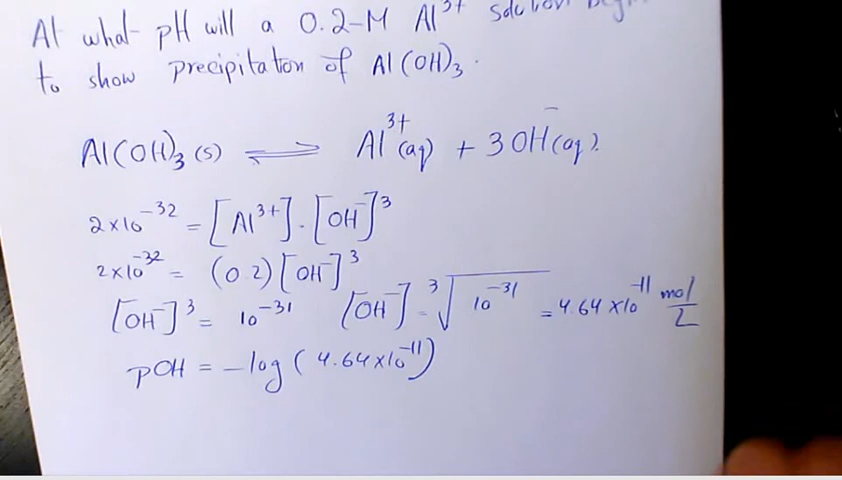 At what pH will a 0.2-M Al³⁺ solution begin
to show precipitation of Al(OH)₃.
Al(OH)₃(s) ⇌ Al³⁺(aq) + 3OH⁻(aq).
2×10⁻³² = [Al³⁺]·[OH⁻]³
2×10⁻³² = (0.2)[OH⁻]³
[OH⁻]³ = 10⁻³¹ [OH⁻] = ³√10⁻³¹ = 4.64×10⁻¹¹ mol/L
pOH = -log(4.64×10⁻¹¹)